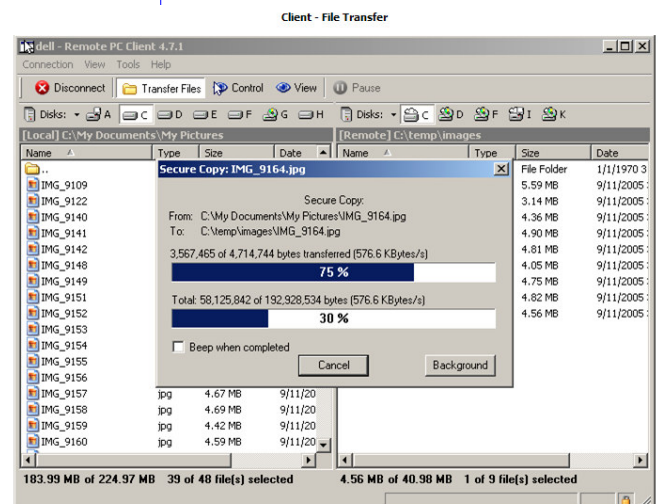 Client - File Transfer
dell - Remote PC Client 4.7.1
Connection View Tools Help
Disconnect Transfer Files Control View Pause
Disks: A C D E F G H Disks: C D F I K
[Local] C:\My Documents\My Pictures [Remote] C:\temp\images
Name Type Size Date Name Type Size Date
.. File Folder 1/1/1970 3
IMG_9109 5.59 MB 9/11/2005
IMG_9122 3.14 MB 9/11/2005
IMG_9140 4.36 MB 9/11/2005
IMG_9141 4.90 MB 9/11/2005
IMG_9142 4.81 MB 9/11/2005
IMG_9148 4.05 MB 9/11/2005
IMG_9149 4.75 MB 9/11/2005
IMG_9151 4.82 MB 9/11/2005
IMG_9152 4.56 MB 9/11/2005
IMG_9153
IMG_9154
IMG_9155
IMG_9156
IMG_9157 jpg 4.67 MB 9/11/20
IMG_9158 jpg 4.69 MB 9/11/20
IMG_9159 jpg 4.42 MB 9/11/20
IMG_9160 jpg 4.59 MB 9/11/20
Secure Copy: IMG_9164.jpg
Secure Copy:
From: C:\My Documents\My Pictures\IMG_9164.jpg
To: C:\temp\images\IMG_9164.jpg
3,567,465 of 4,714,744 bytes transferred (576.6 KBytes/s)
75 %
Total: 58,125,842 of 192,928,534 bytes (576.6 KBytes/s)
30 %
Beep when completed
Cancel Background
183.99 MB of 224.97 MB 39 of 48 file(s) selected 4.56 MB of 40.98 MB 1 of 9 file(s) selected